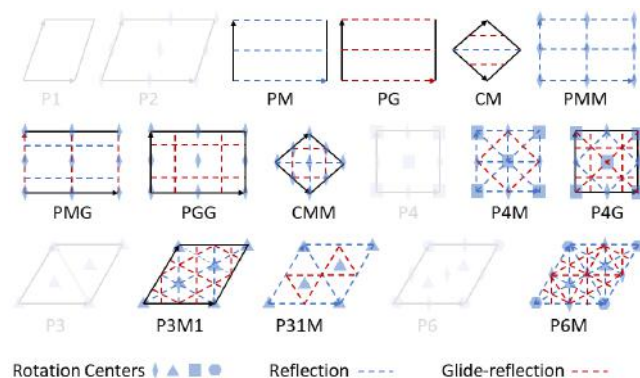 P1 P2 PM PG CM PMM
PMG PGG CMM P4 P4M P4G
P3 P3M1 P31M P6 P6M
Rotation Centers Reflection Glide-reflection